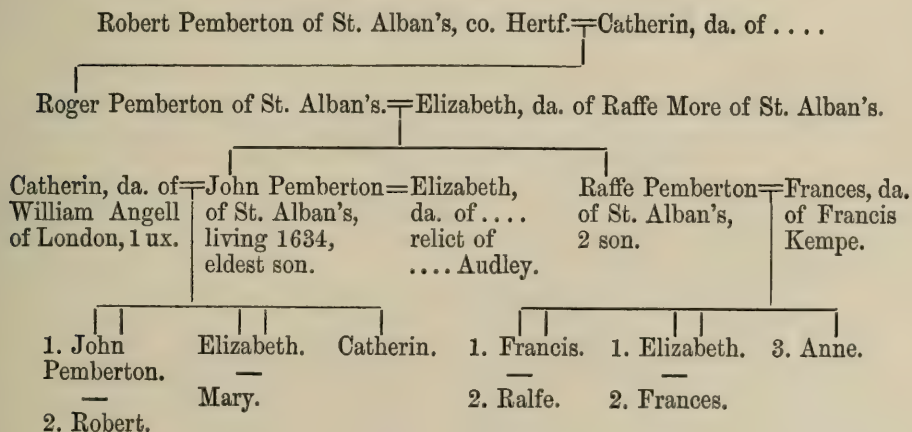 Robert Pemberton of St. Alban's, co. Hertf.=Catherin, da. of . . . .
Roger Pemberton of St. Alban's.=Elizabeth, da. of Raffe More of St. Alban's.
Catherin, da. of=John Pemberton=Elizabeth,
William Angell of St. Alban's, da. of . . . .
of London, 1 ux. living 1634, relict of
eldest son. . . . . Audley.
Raffe Pemberton=Frances, da.
of St. Alban's, of Francis
2 son. Kempe.
1. John
Pemberton.
—
2. Robert.
Elizabeth.
—
Mary.
Catherin.
1. Francis.
—
2. Ralfe.
1. Elizabeth.
—
2. Frances.
3. Anne.